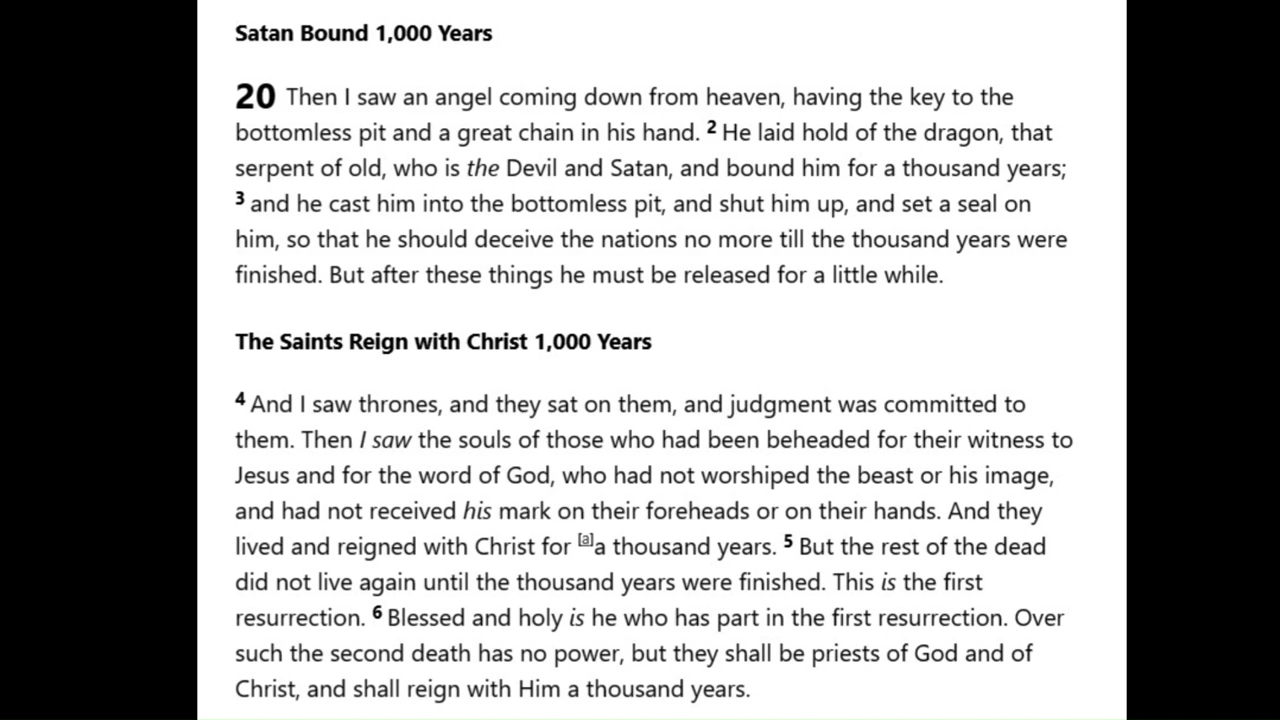 Satan Bound 1,000 Years
20 Then I saw an angel coming down from heaven, having the key to the
bottomless pit and a great chain in his hand. 2 He laid hold of the dragon, that
serpent of old, who is the Devil and Satan, and bound him for a thousand years;
3 and he cast him into the bottomless pit, and shut him up, and set a seal on
him, so that he should deceive the nations no more till the thousand years were
finished. But after these things he must be released for a little while.
The Saints Reign with Christ 1,000 Years
4 And I saw thrones, and they sat on them, and judgment was committed to
them. Then I saw the souls of those who had been beheaded for their witness to
Jesus and for the word of God, who had not worshiped the beast or his image,
and had not received his mark on their foreheads or on their hands. And they
lived and reigned with Christ for [a]a thousand years. 5 But the rest of the dead
did not live again until the thousand years were finished. This is the first
resurrection. 6 Blessed and holy is he who has part in the first resurrection. Over
such the second death has no power, but they shall be priests of God and of
Christ, and shall reign with Him a thousand years.